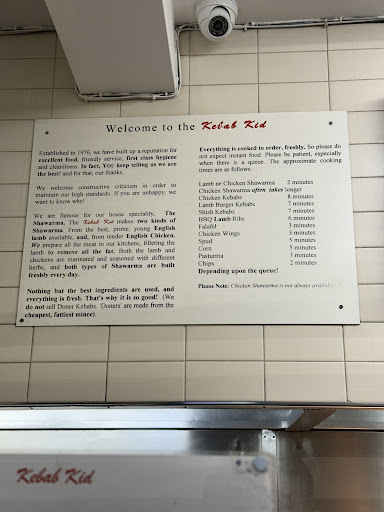 Welcome to the Kebab Kid
Established in 1976, we have built up a reputation for
excellent food, friendly service, first class hygiene
and cleanliness. In fact, You keep telling us we are
the best! and for that, our thanks.
We welcome constructive criticism in order to
maintain our high standards. If you are unhappy, we
want to know why!
We are famous for our house speciality, The
Shawarma. The Kebab Kid makes two kinds of
Shawarma. From the best, prime, young English
lamb available, and, from tender English Chicken.
We prepare all the meat in our kitchens, filleting the
lamb to remove all the fat. Both the lamb and
chickens are marinated and seasoned with different
herbs, and both types of Shawarma are built
freshly every day.
Nothing but the best ingredients are used, and
everything is fresh. That's why it is so good! (We
do not sell Doner Kebabs. 'Doners' are made from the
cheapest, fattiest mince).
Everything is cooked to order, freshly. So please do
not expect instant food. Please be patient, especially
when there is a queue. The approximate cooking
times are as follows:
Lamb or Chicken Shawarma 2 minutes
Chicken Shawarma often takes longer
Chicken Kebabs 8 minutes
Lamb Burger Kebabs 7 minutes
Shish Kebabs 7 minutes
BBQ Lamb Ribs 6 minutes
Falafel 3 minutes
Chicken Wings 3 minutes
Spud 5 minutes
Corn 5 minutes
Pasturma 3 minutes
Chips 2 minutes
Depending upon the queue!
Please Note: Chicken Shawarma is not always available
Kebab Kid